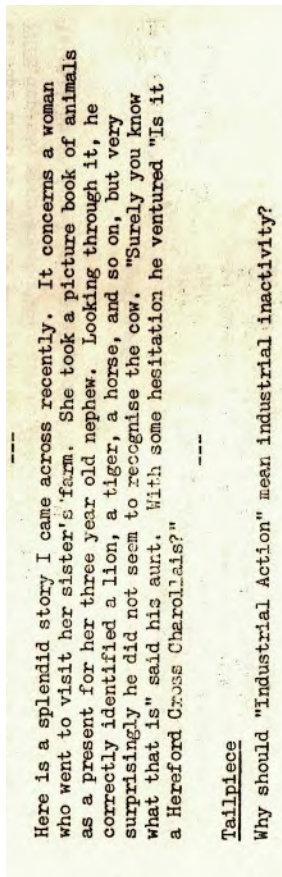 ---
Here is a splendid story I came across recently. It concerns a woman
who went to visit her sister's farm. She took a picture book of animals
as a present for her three year old nephew. Looking through it, he
correctly identified a lion, a tiger, a horse, and so on, but very
surprisingly he did not seem to recognise the cow. "Surely you know
what that is" said his aunt. With some hesitation he ventured "Is it
a Hereford Cross Charollais?"
---
Tailpiece
Why should "Industrial Action" mean industrial inactivity?